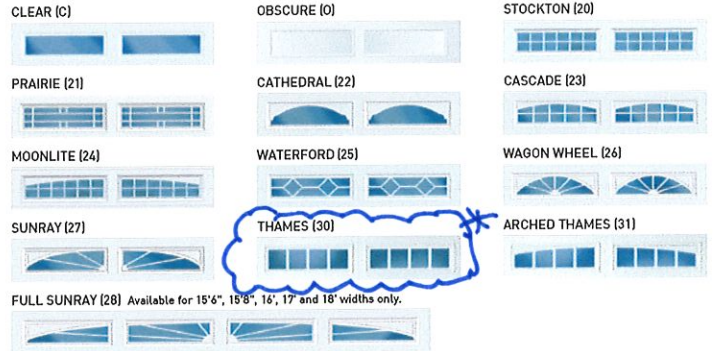 CLEAR (C)
OBSCURE (O)
STOCKTON (20)
PRAIRIE (21)
CATHEDRAL (22)
CASCADE (23)
MOONLITE (24)
WATERFORD (25)
WAGON WHEEL (26)
SUNRAY (27)
THAMES (30)
ARCHED THAMES (31)
FULL SUNRAY (28) Available for 15'6", 15'8", 16', 17' and 18' widths only.